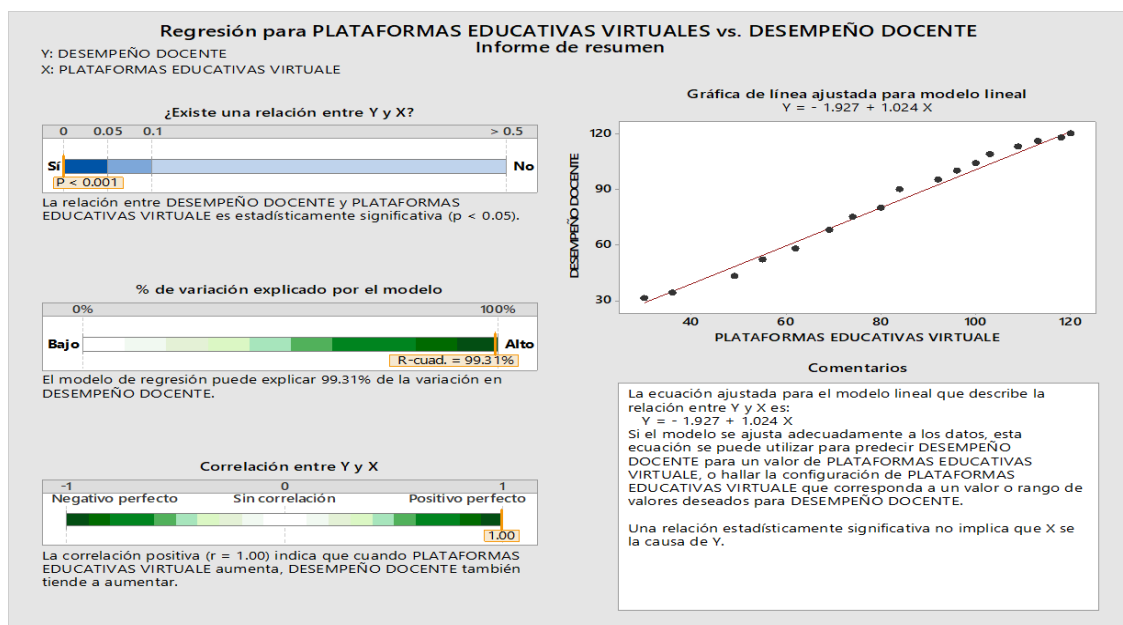 Regresión para PLATAFORMAS EDUCATIVAS VIRTUALES vs. DESEMPEÑO DOCENTE
Informe de resumen
Y: DESEMPEÑO DOCENTE
X: PLATAFORMAS EDUCATIVAS VIRTUALE
¿Existe una relación entre Y y X?
0 0.05 0.1 > 0.5
Sí No
P < 0.001
La relación entre DESEMPEÑO DOCENTE y PLATAFORMAS
EDUCATIVAS VIRTUALE es estadísticamente significativa (p < 0.05).
% de variación explicado por el modelo
0% 100%
Bajo Alto
R-cuad. = 99.31%
El modelo de regresión puede explicar 99.31% de la variación en
DESEMPEÑO DOCENTE.
Correlación entre Y y X
-1 0 1
Negativo perfecto Sin correlación Positivo perfecto
1.00
La correlación positiva (r = 1.00) indica que cuando PLATAFORMAS
EDUCATIVAS VIRTUALE aumenta, DESEMPEÑO DOCENTE también
tiende a aumentar.
Gráfica de línea ajustada para modelo lineal
Y = - 1.927 + 1.024 X
120
90
60
30
DESEMPEÑO DOCENTE
40 60 80 100 120
PLATAFORMAS EDUCATIVAS VIRTUALE
Comentarios
La ecuación ajustada para el modelo lineal que describe la
relación entre Y y X es:
Y = - 1.927 + 1.024 X
Si el modelo se ajusta adecuadamente a los datos, esta
ecuación se puede utilizar para predecir DESEMPEÑO
DOCENTE para un valor de PLATAFORMAS EDUCATIVAS
VIRTUALE, o hallar la configuración de PLATAFORMAS
EDUCATIVAS VIRTUALE que corresponda a un valor o rango de
valores deseados para DESEMPEÑO DOCENTE.
Una relación estadísticamente significativa no implica que X se
la causa de Y.